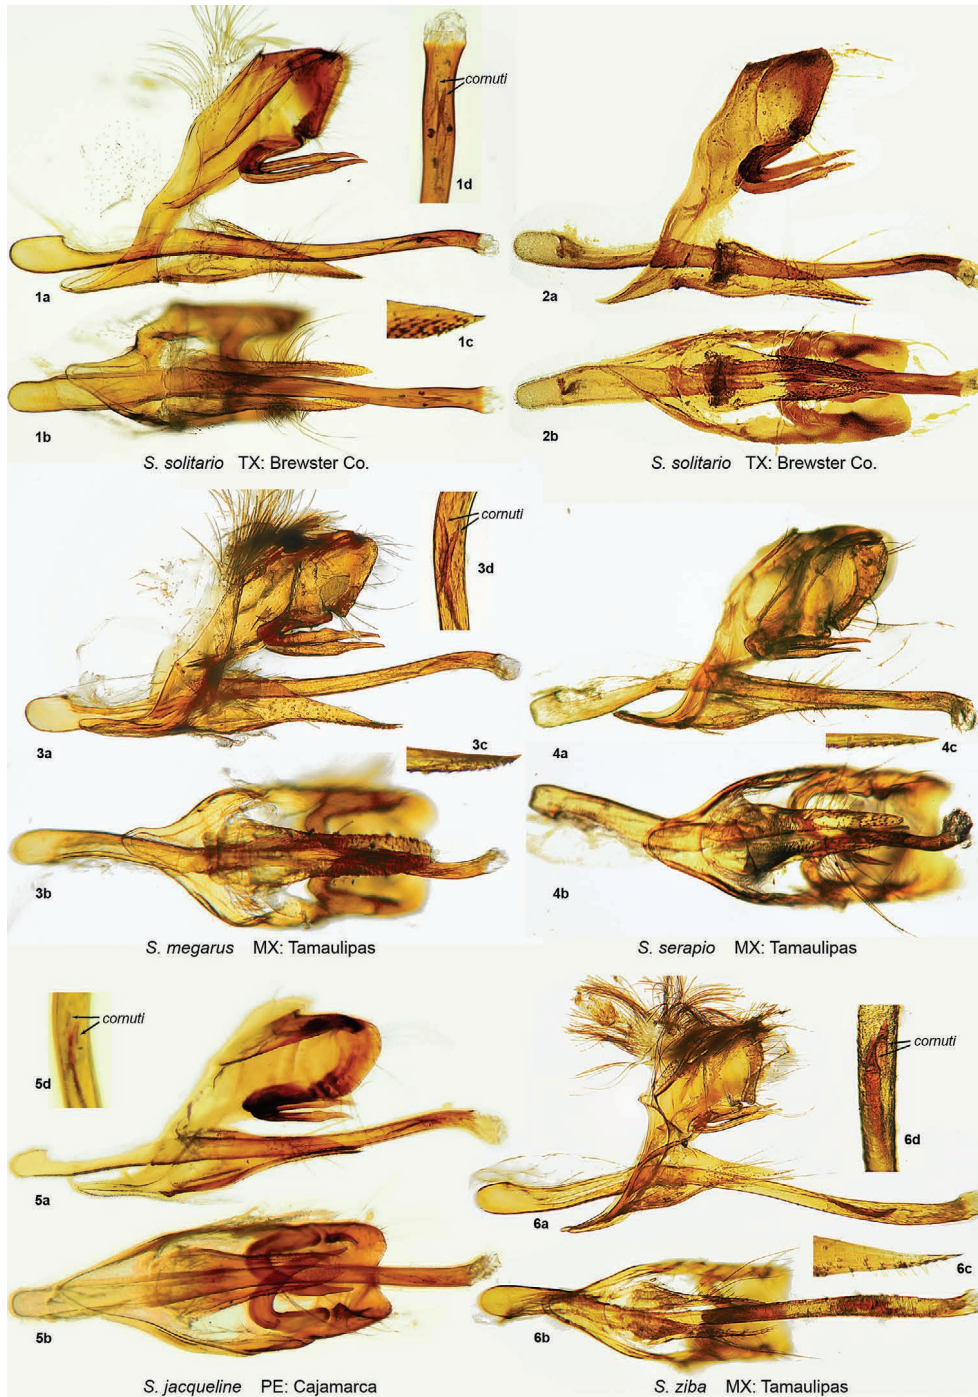 cornuti
1d
1a
2a
1c
1b
2b
S. solitario TX: Brewster Co.
S. solitario TX: Brewster Co.
cornuti
3d
3a
3c
4a
4c
3b
4b
S. megarus MX: Tamaulipas
S. serapio MX: Tamaulipas
cornuti
5d
cornuti
6d
5a
6a
6c
5b
6b
S. jacqueline PE: Cajamarca
S. ziba MX: Tamaulipas